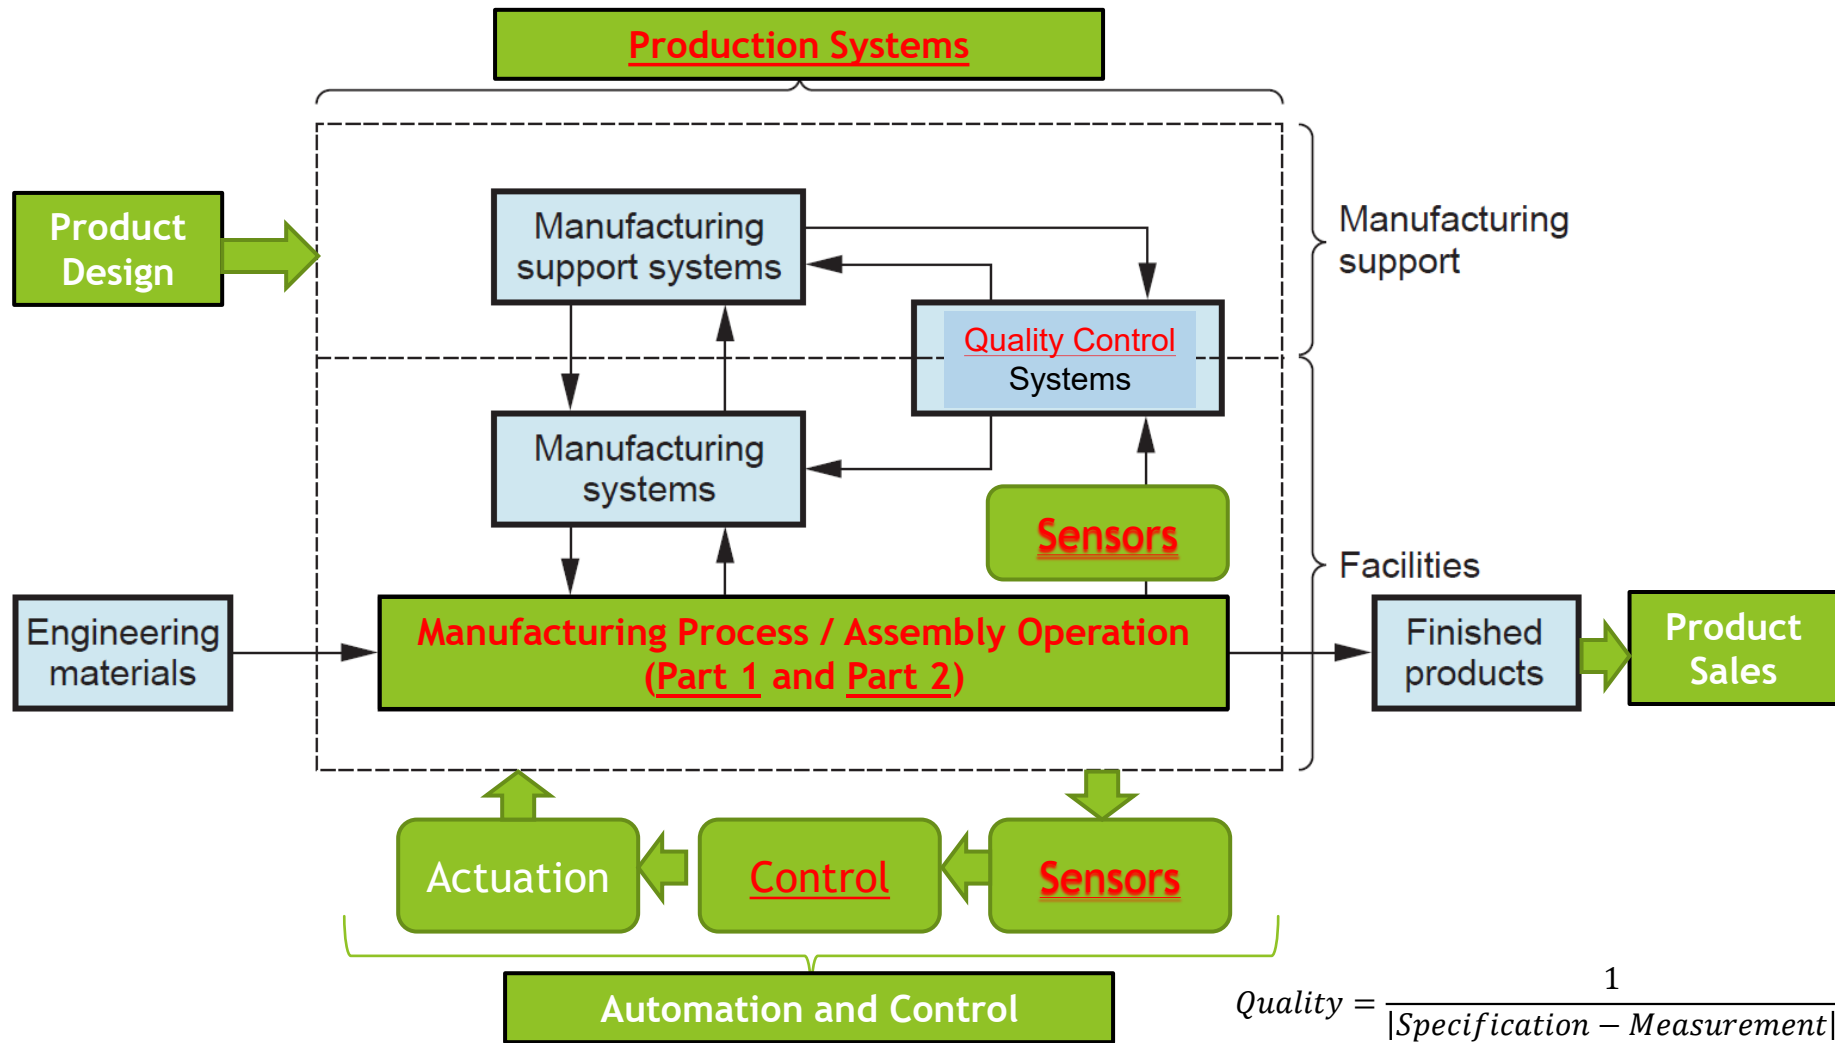 Production Systems
Product
Design
Manufacturing
support systems
Manufacturing
support
Quality Control
Systems
Manufacturing
systems
Sensors
Facilities
Engineering
materials
Manufacturing Process / Assembly Operation
(Part 1 and Part 2)
Finished
products
Product
Sales
Actuation
Control
Sensors
Automation and Control
Quality = 1 / |Specification − Measurement|